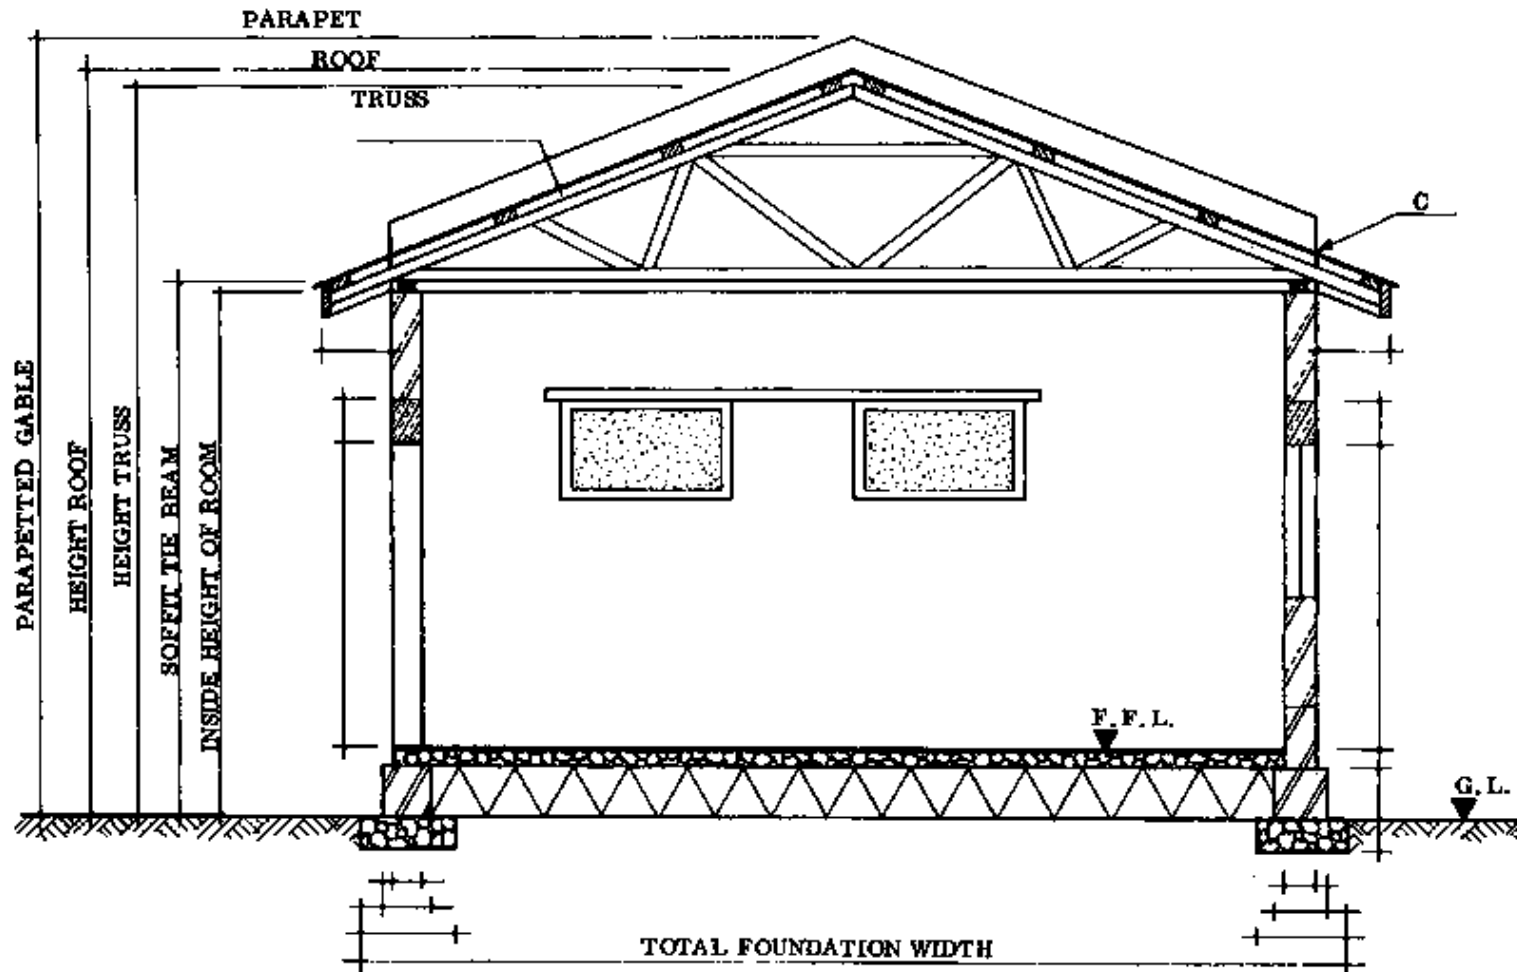 PARAPET
ROOF
TRUSS
C
PARAPETTED GABLE
HEIGHT ROOF
HEIGHT TRUSS
SOFFIT TIE BEAM
INSIDE HEIGHT OF ROOM
F. F. L.
G. L.
TOTAL FOUNDATION WIDTH